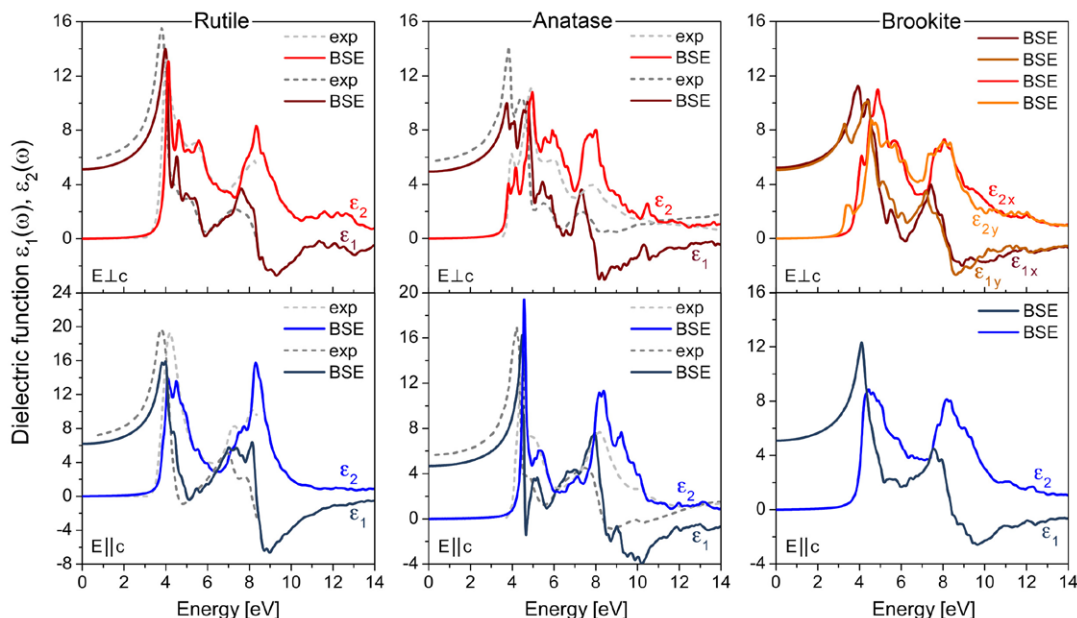 Rutile
Anatase
Brookite
Dielectric function ε₁(ω), ε₂(ω)
16
12
8
4
0
exp
BSE
exp
BSE
ε₂
ε₁
E⊥c
16
12
8
4
0
exp
BSE
exp
BSE
ε₂
ε₁
E⊥c
16
12
8
4
0
BSE
BSE
BSE
BSE
ε₂ₓ
ε₂y
ε₁ₓ
ε₁y
E⊥c
24
20
16
12
8
4
0
-4
-8
exp
BSE
exp
BSE
ε₂
ε₁
E||c
0 2 4 6 8 10 12 14
Energy [eV]
20
16
12
8
4
0
-4
exp
BSE
exp
BSE
ε₂
ε₁
E||c
0 2 4 6 8 10 12 14
Energy [eV]
16
12
8
4
0
-4
BSE
BSE
ε₂
ε₁
E||c
0 2 4 6 8 10 12 14
Energy [eV]